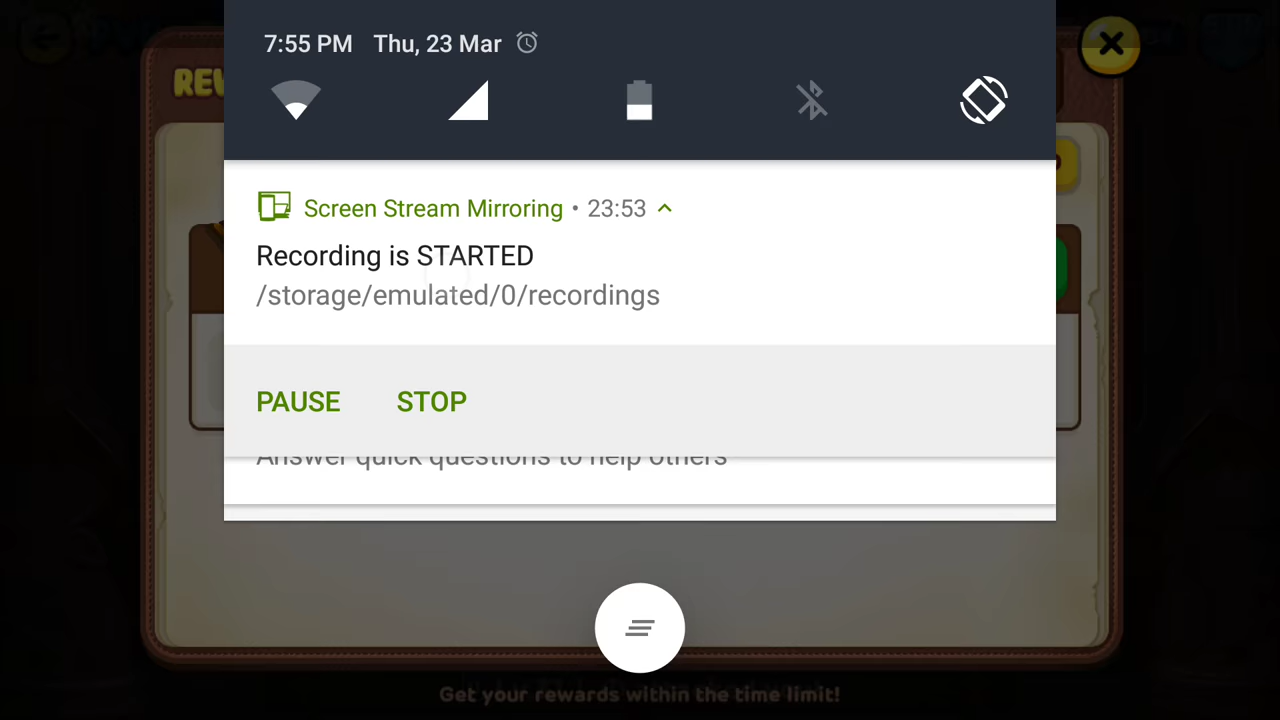 7:55 PM Thu, 23 Mar
REW
Screen Stream Mirroring • 23:53
Recording is STARTED
/storage/emulated/0/recordings
PAUSE STOP
Answer quick questions to help others
Get your rewards within the time limit!